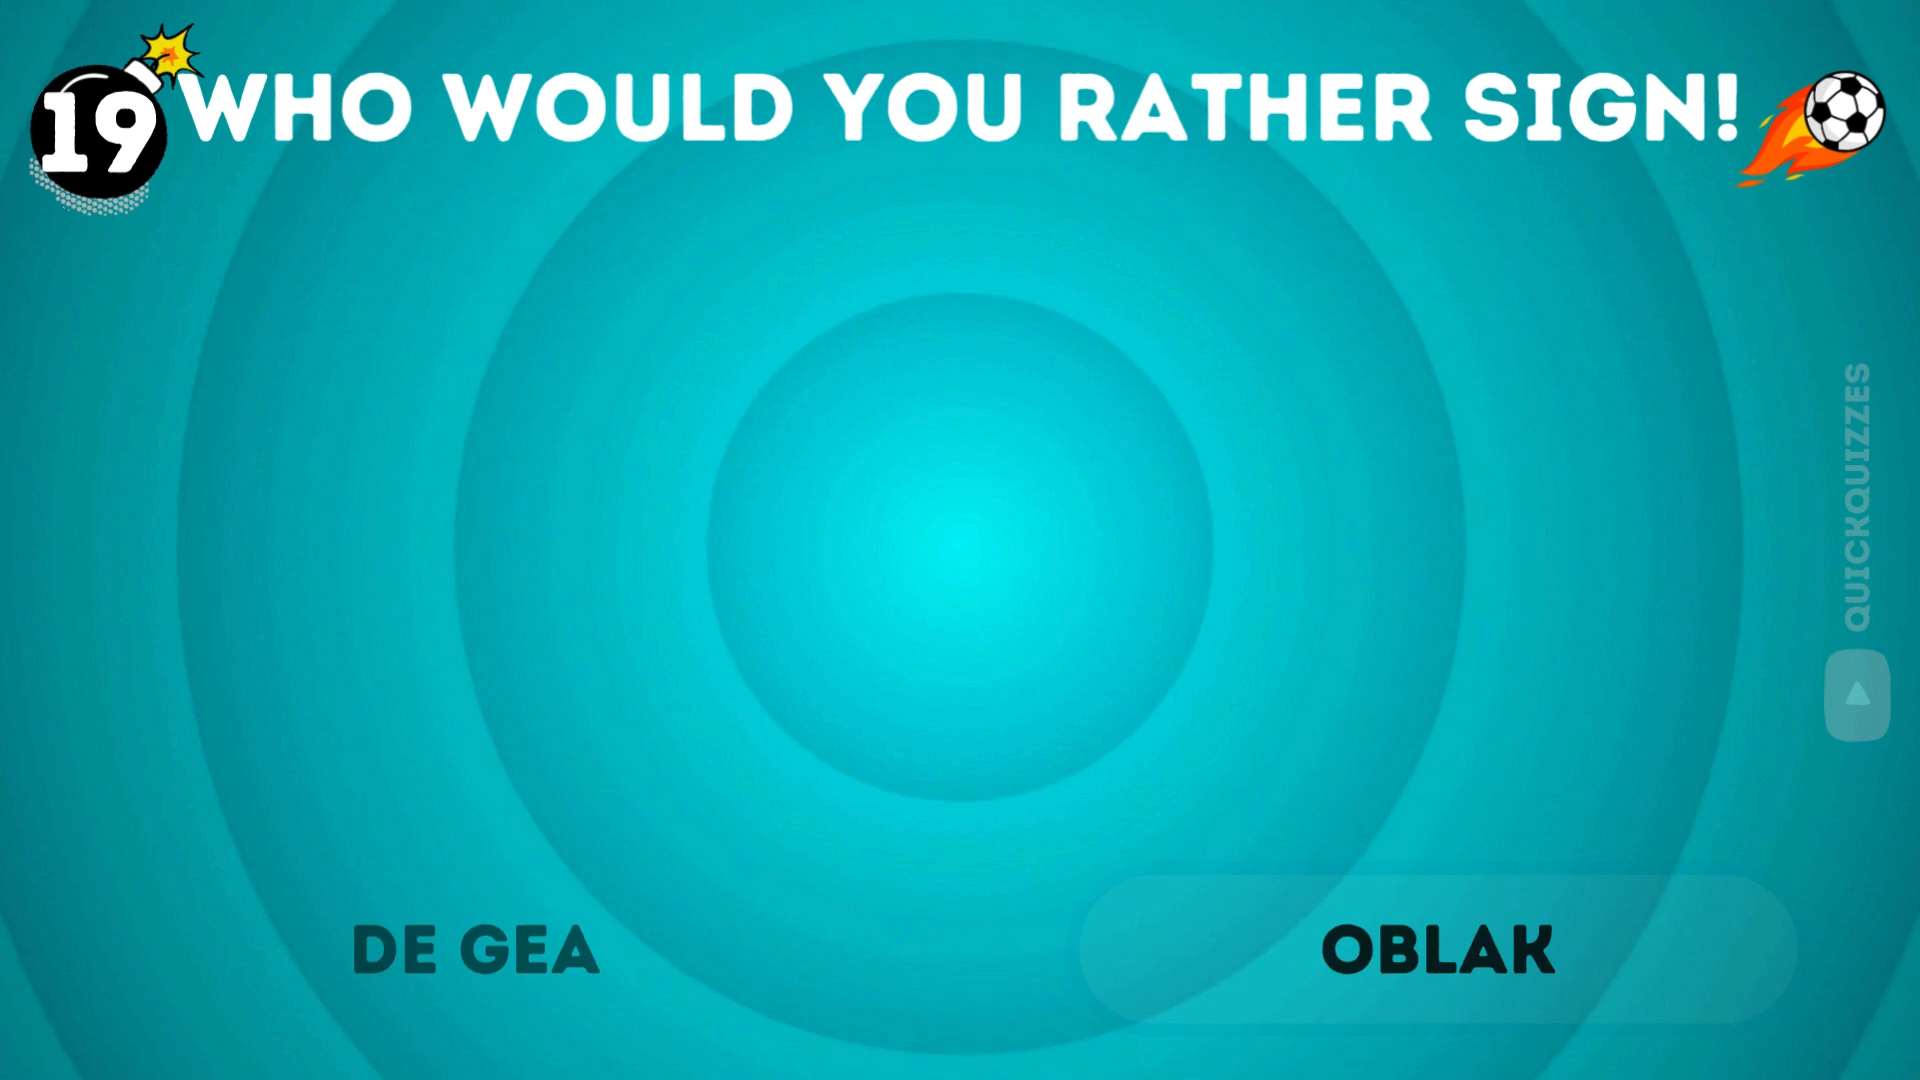 19
WHO WOULD YOU RATHER SIGN!
QUICKQUIZZES
DE GEA
OBLAK